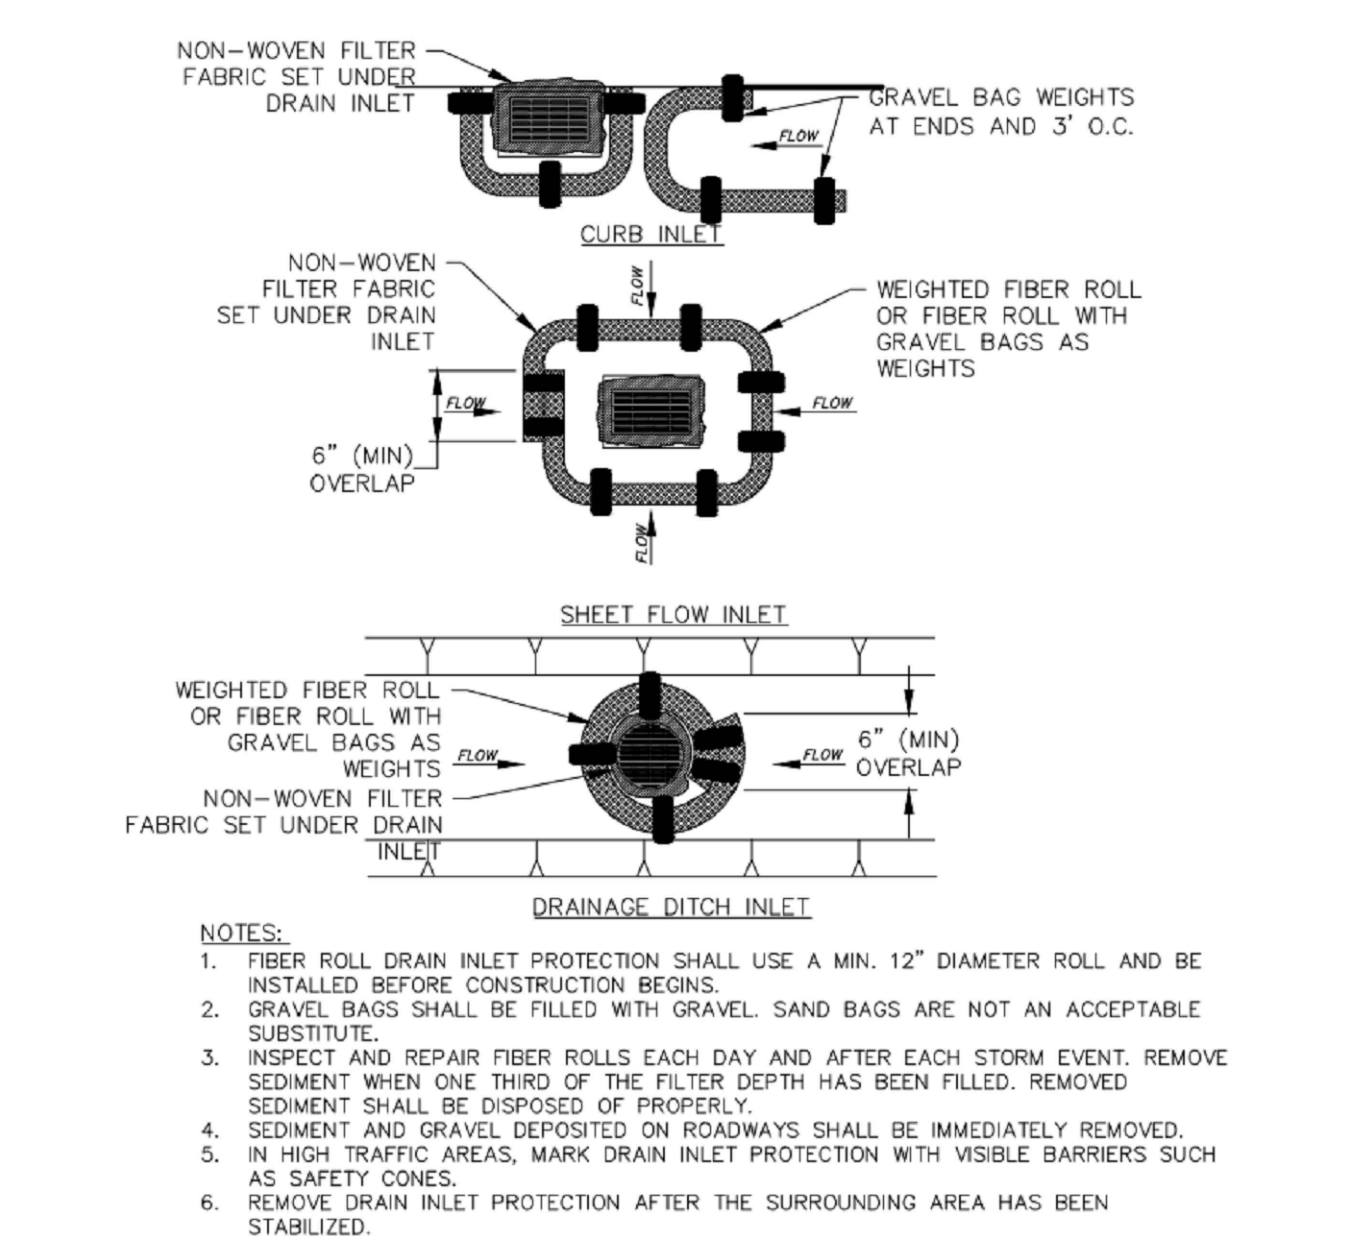 NON-WOVEN FILTER
FABRIC SET UNDER
DRAIN INLET
GRAVEL BAG WEIGHTS
AT ENDS AND 3' O.C.
FLOW
CURB INLET
NON-WOVEN
FILTER FABRIC
SET UNDER DRAIN
INLET
FLOW
WEIGHTED FIBER ROLL
OR FIBER ROLL WITH
GRAVEL BAGS AS
WEIGHTS
FLOW
FLOW
6" (MIN)
OVERLAP
FLOW
SHEET FLOW INLET
WEIGHTED FIBER ROLL
OR FIBER ROLL WITH
GRAVEL BAGS AS
WEIGHTS
FLOW
FLOW
6" (MIN)
OVERLAP
NON-WOVEN FILTER
FABRIC SET UNDER DRAIN
INLET
DRAINAGE DITCH INLET
NOTES:
1. FIBER ROLL DRAIN INLET PROTECTION SHALL USE A MIN. 12" DIAMETER ROLL AND BE
INSTALLED BEFORE CONSTRUCTION BEGINS.
2. GRAVEL BAGS SHALL BE FILLED WITH GRAVEL. SAND BAGS ARE NOT AN ACCEPTABLE
SUBSTITUTE.
3. INSPECT AND REPAIR FIBER ROLLS EACH DAY AND AFTER EACH STORM EVENT. REMOVE
SEDIMENT WHEN ONE THIRD OF THE FILTER DEPTH HAS BEEN FILLED. REMOVED
SEDIMENT SHALL BE DISPOSED OF PROPERLY.
4. SEDIMENT AND GRAVEL DEPOSITED ON ROADWAYS SHALL BE IMMEDIATELY REMOVED.
5. IN HIGH TRAFFIC AREAS, MARK DRAIN INLET PROTECTION WITH VISIBLE BARRIERS SUCH
AS SAFETY CONES.
6. REMOVE DRAIN INLET PROTECTION AFTER THE SURROUNDING AREA HAS BEEN
STABILIZED.